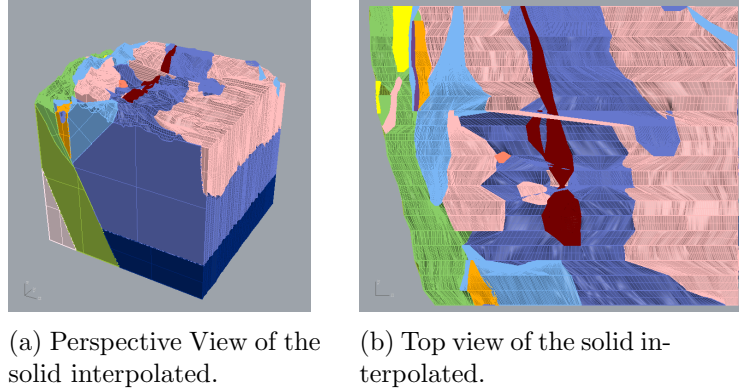 (a) Perspective View of the
solid interpolated.
(b) Top view of the solid in-
terpolated.